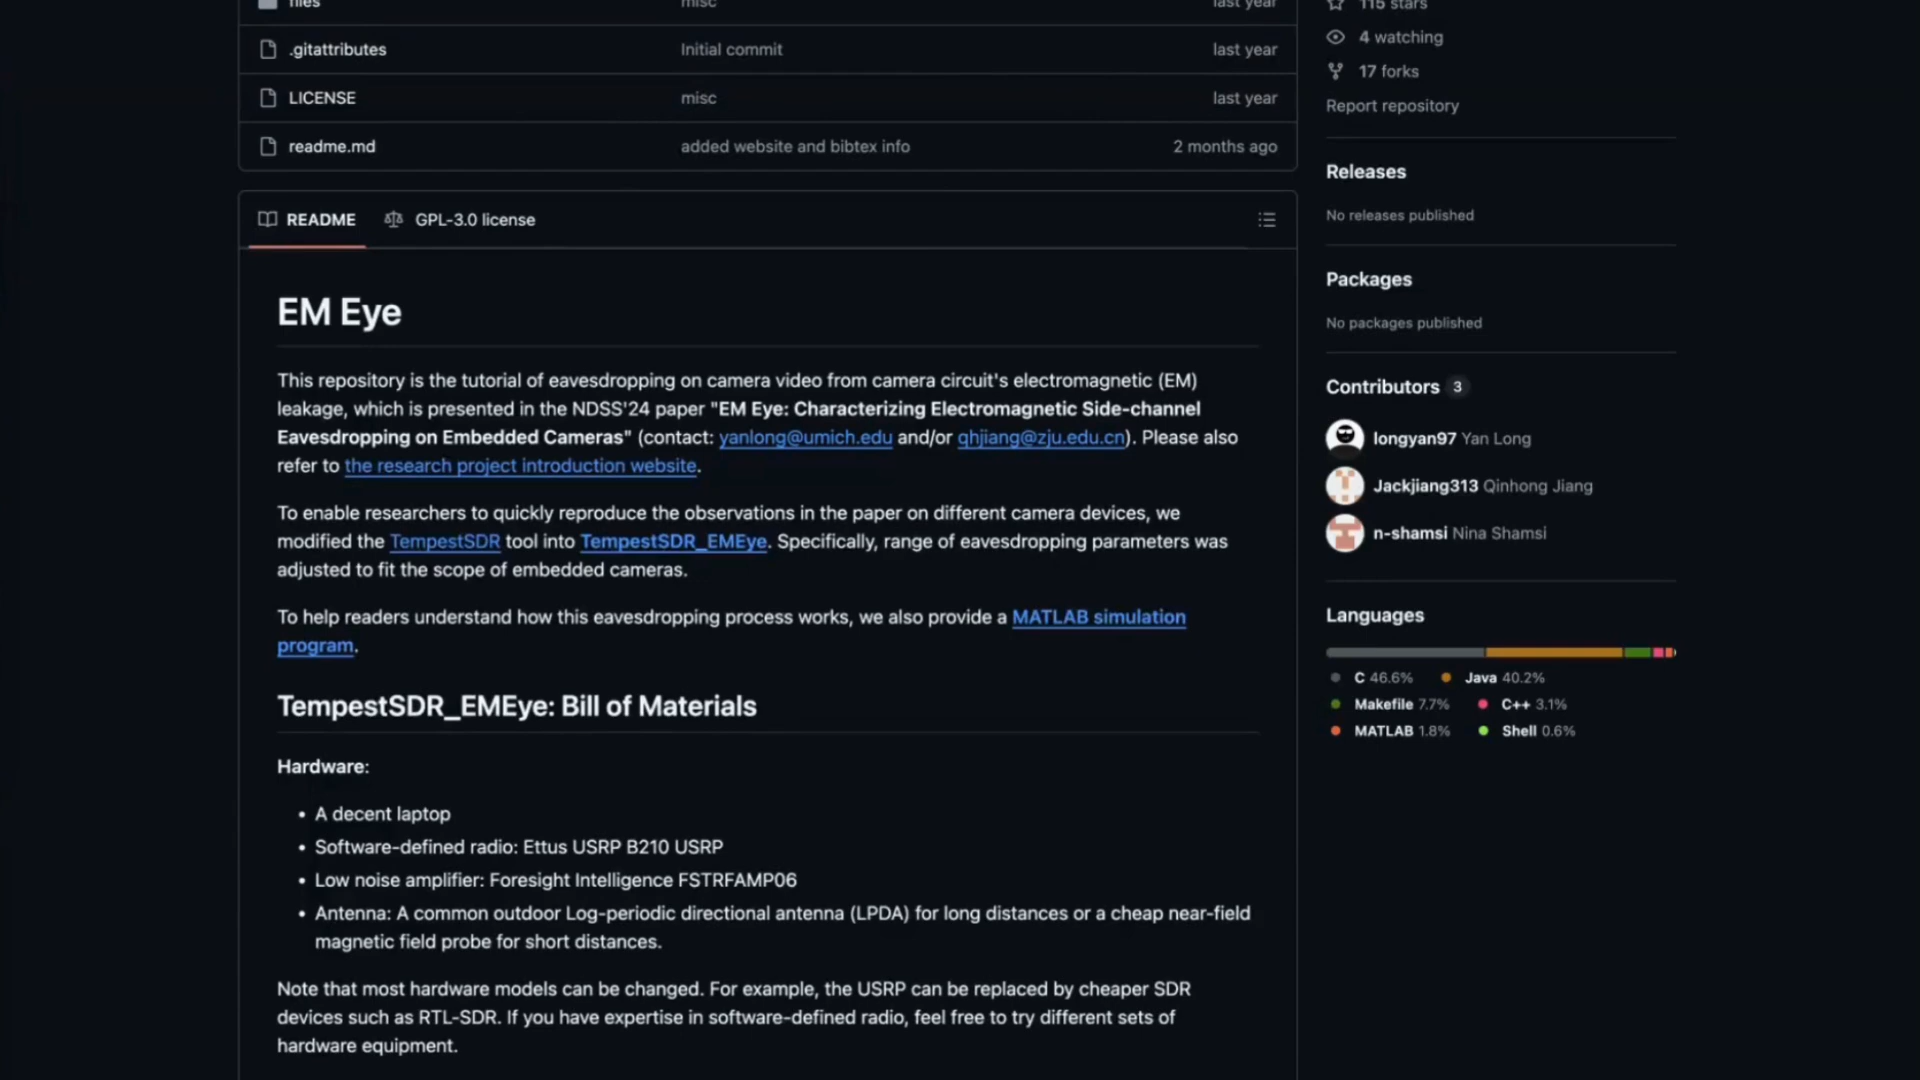 files misc last year
.gitattributes Initial commit last year
LICENSE misc last year
readme.md added website and bibtex info 2 months ago
README GPL-3.0 license
EM Eye
This repository is the tutorial of eavesdropping on camera video from camera circuit's electromagnetic (EM)
leakage, which is presented in the NDSS'24 paper "EM Eye: Characterizing Electromagnetic Side-channel
Eavesdropping on Embedded Cameras" (contact: yanlong@umich.edu and/or qhjiang@zju.edu.cn). Please also
refer to the research project introduction website.
To enable researchers to quickly reproduce the observations in the paper on different camera devices, we
modified the TempestSDR tool into TempestSDR_EMEye. Specifically, range of eavesdropping parameters was
adjusted to fit the scope of embedded cameras.
To help readers understand how this eavesdropping process works, we also provide a MATLAB simulation
program.
TempestSDR_EMEye: Bill of Materials
Hardware:
• A decent laptop
• Software-defined radio: Ettus USRP B210 USRP
• Low noise amplifier: Foresight Intelligence FSTRFAMP06
• Antenna: A common outdoor Log-periodic directional antenna (LPDA) for long distances or a cheap near-field
magnetic field probe for short distances.
Note that most hardware models can be changed. For example, the USRP can be replaced by cheaper SDR
devices such as RTL-SDR. If you have expertise in software-defined radio, feel free to try different sets of
hardware equipment.
115 stars
4 watching
17 forks
Report repository
Releases
No releases published
Packages
No packages published
Contributors 3
longyan97 Yan Long
Jackjiang313 Qinhong Jiang
n-shamsi Nina Shamsi
Languages
C 46.6% Java 40.2%
Makefile 7.7% C++ 3.1%
MATLAB 1.8% Shell 0.6%